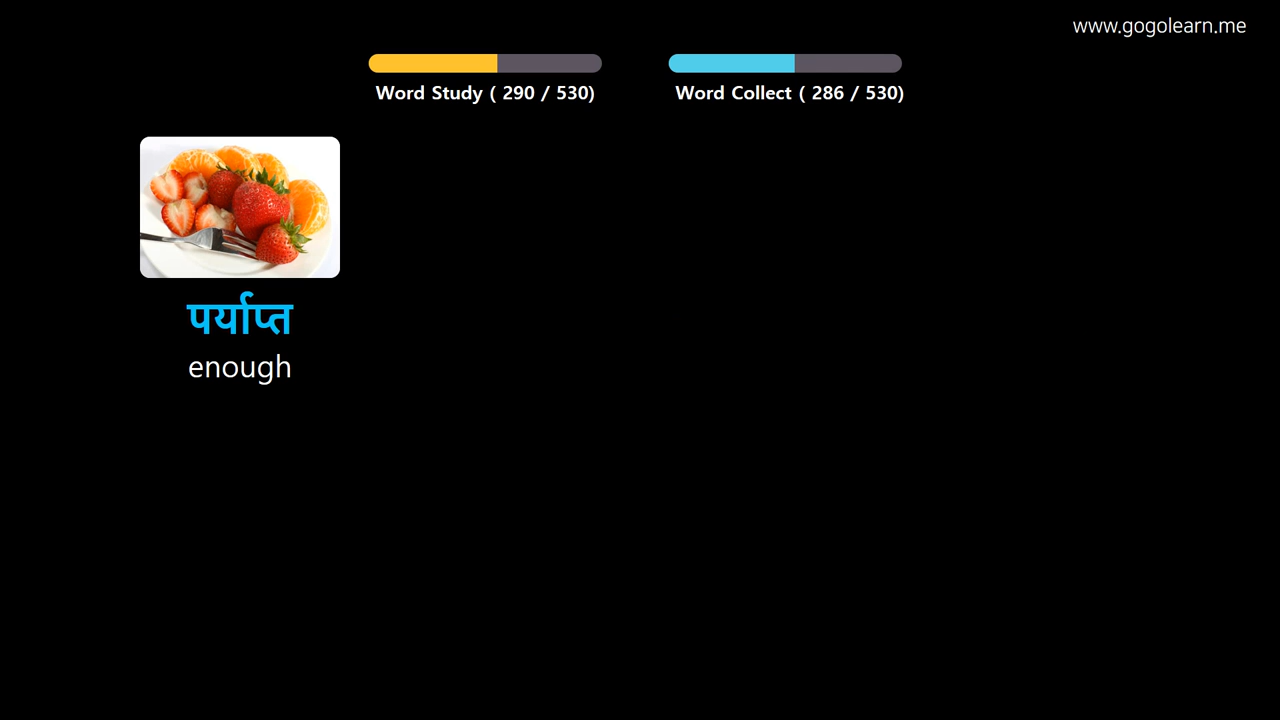 www.gogolearn.me
Word Study ( 290 / 530)
Word Collect ( 286 / 530)
पर्याप्त
enough